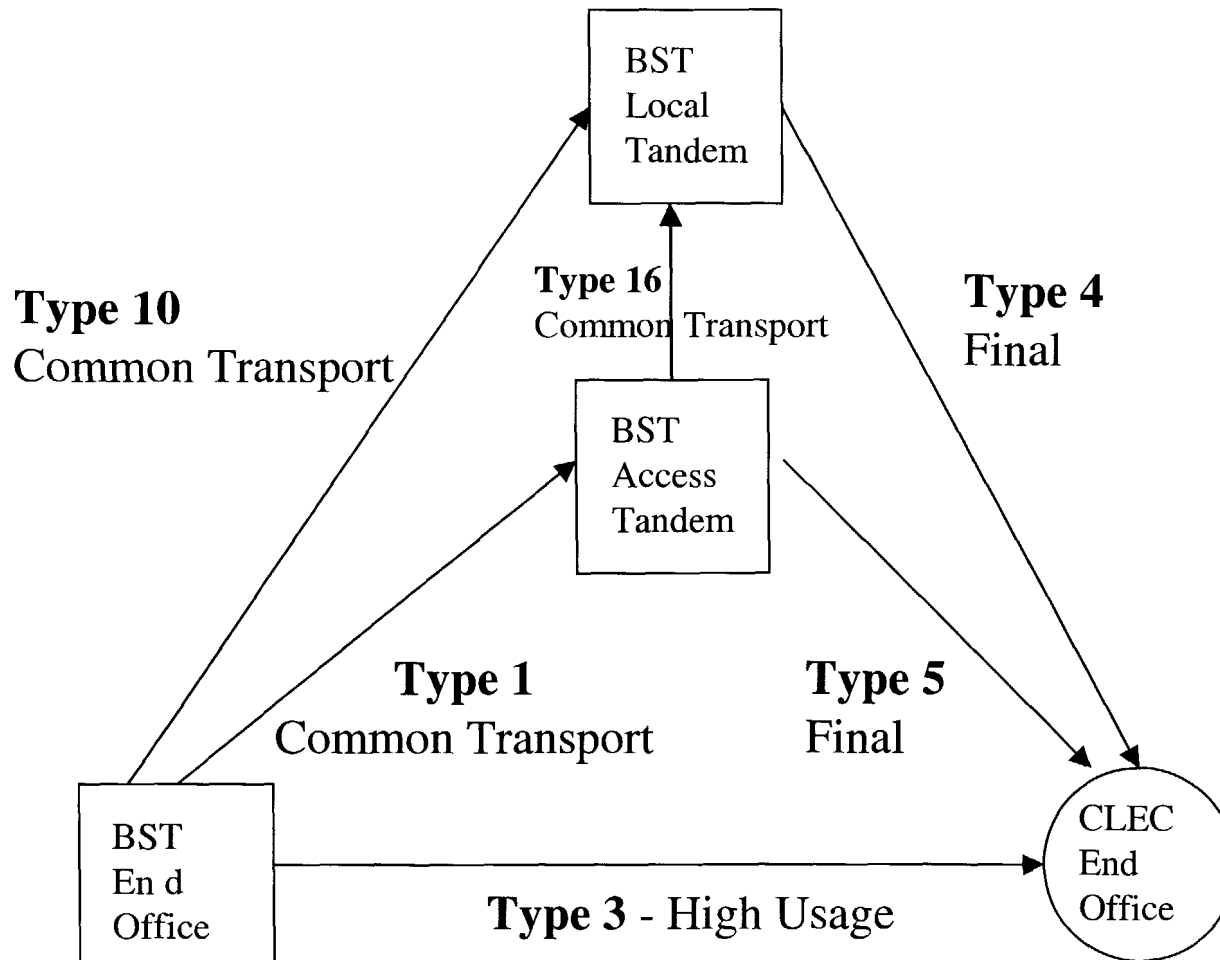 BST
Local
Tandem
Type 16
Common Transport
Type 4
Final
Type 10
Common Transport
BST
Access
Tandem
Type 1
Common Transport
Type 5
Final
BST
En d
Office
CLEC
End
Office
Type 3 - High Usage